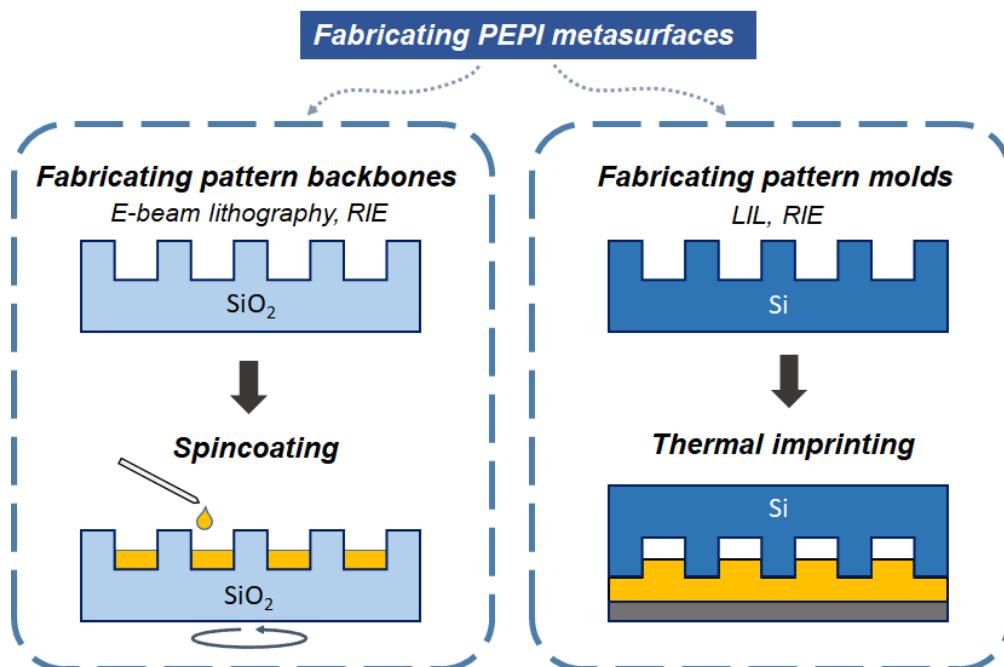 Fabricating PEPI metasurfaces
Fabricating pattern backbones
E-beam lithography, RIE
SiO₂
Spincoating
SiO₂
Fabricating pattern molds
LIL, RIE
Si
Thermal imprinting
Si